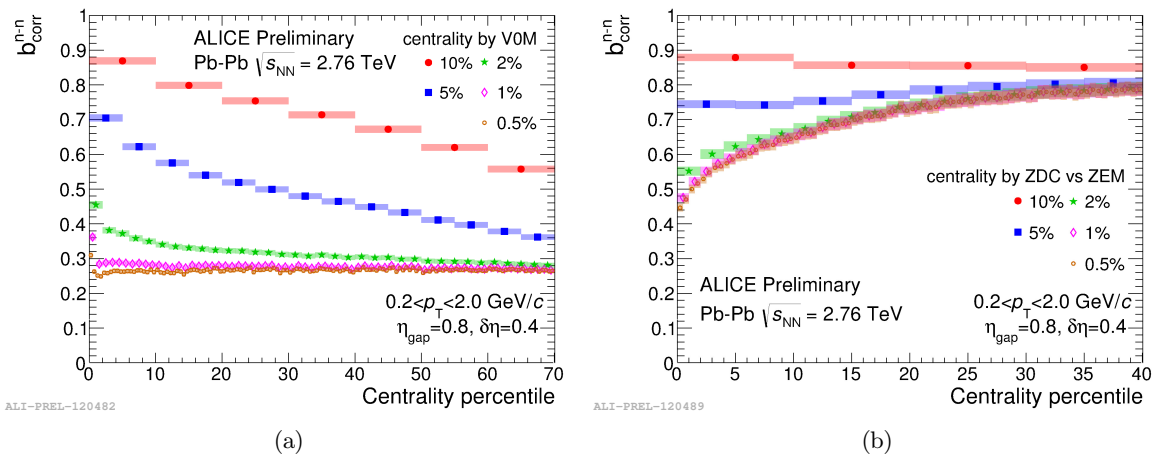 b_corr^n-n
ALICE Preliminary
Pb-Pb √s_NN = 2.76 TeV
centrality by V0M
10% 2%
5% 1%
0.5%
1
0.9
0.8
0.7
0.6
0.5
0.4
0.3
0.2
0.1
0
0.2<p_T<2.0 GeV/c
η_gap=0.8, δη=0.4
0 10 20 30 40 50 60 70
Centrality percentile
ALI-PREL-120482
(a)
b_corr^n-n
1
0.9
0.8
0.7
0.6
0.5
0.4
0.3
0.2
0.1
0
centrality by ZDC vs ZEM
10% 2%
5% 1%
0.5%
ALICE Preliminary
Pb-Pb √s_NN = 2.76 TeV
0.2<p_T<2.0 GeV/c
η_gap=0.8, δη=0.4
0 5 10 15 20 25 30 35 40
Centrality percentile
ALI-PREL-120489
(b)